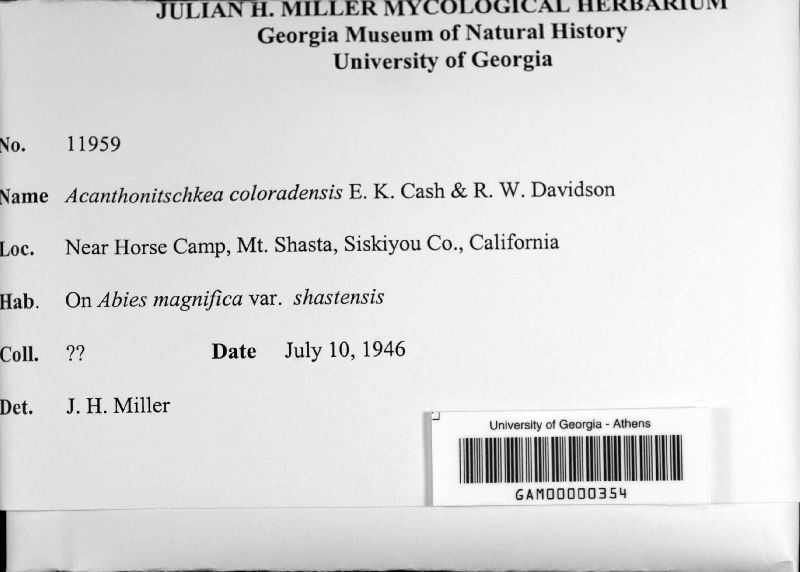 JULIAN H. MILLER MYCOLOGICAL HERBARIUM
Georgia Museum of Natural History
University of Georgia
No. 11959
Name Acanthonitschkea coloradensis E. K. Cash & R. W. Davidson
Loc. Near Horse Camp, Mt. Shasta, Siskiyou Co., California
Hab. On Abies magnifica var. shastensis
Coll. ?? Date July 10, 1946
Det. J. H. Miller
University of Georgia - Athens
GAM00000354